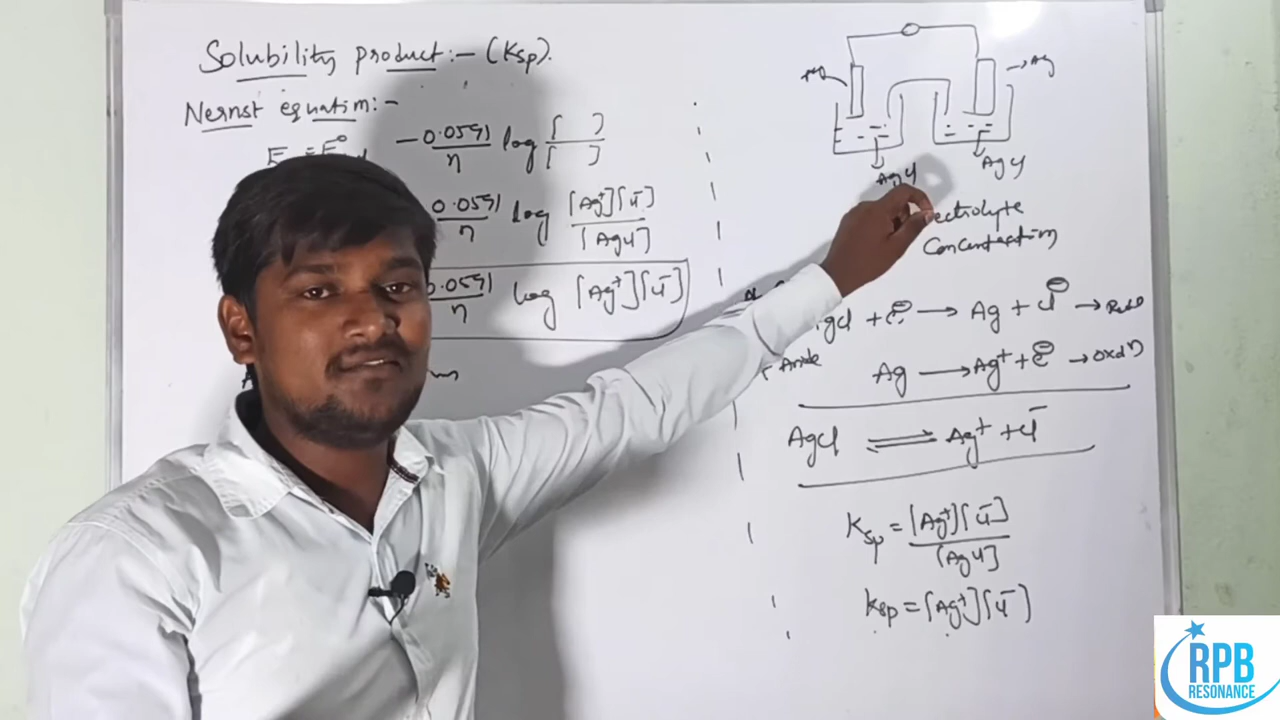 Solubility product:- (Ksp).
Nernst equation:-
E = E° - 0.0591/n log [ ]/[ ]
0.0591/n log [Ag+][Cl-]/[AgCl]
0.0591/n log [Ag+][Cl-]
Ag
AgCl
AgCl
Concentration
AgCl + e⊖ → Ag + Cl⊖ →
Anode
Ag → Ag+ + e⊖ → oxdn
AgCl ⇌ Ag+ + Cl-
Ksp = [Ag+][Cl-]/[AgCl]
Ksp = [Ag+][Cl-]
RPB
RESONANCE